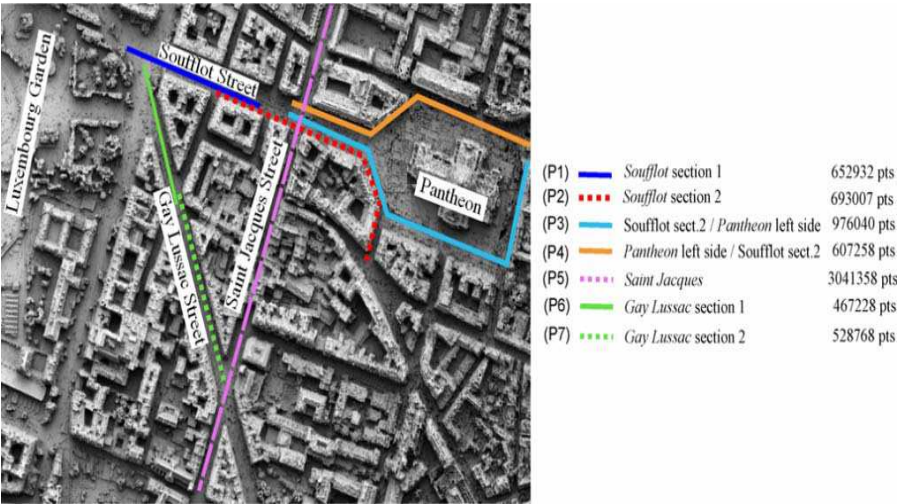 Luxembourg Garden
Soufflot Street
Saint Jacques Street
Gay Lussac Street
Pantheon
(P1) Soufflot section 1 652932 pts
(P2) Soufflot section 2 693007 pts
(P3) Soufflot sect.2 / Pantheon left side 976040 pts
(P4) Pantheon left side / Soufflot sect.2 607258 pts
(P5) Saint Jacques 3041358 pts
(P6) Gay Lussac section 1 467228 pts
(P7) Gay Lussac section 2 528768 pts